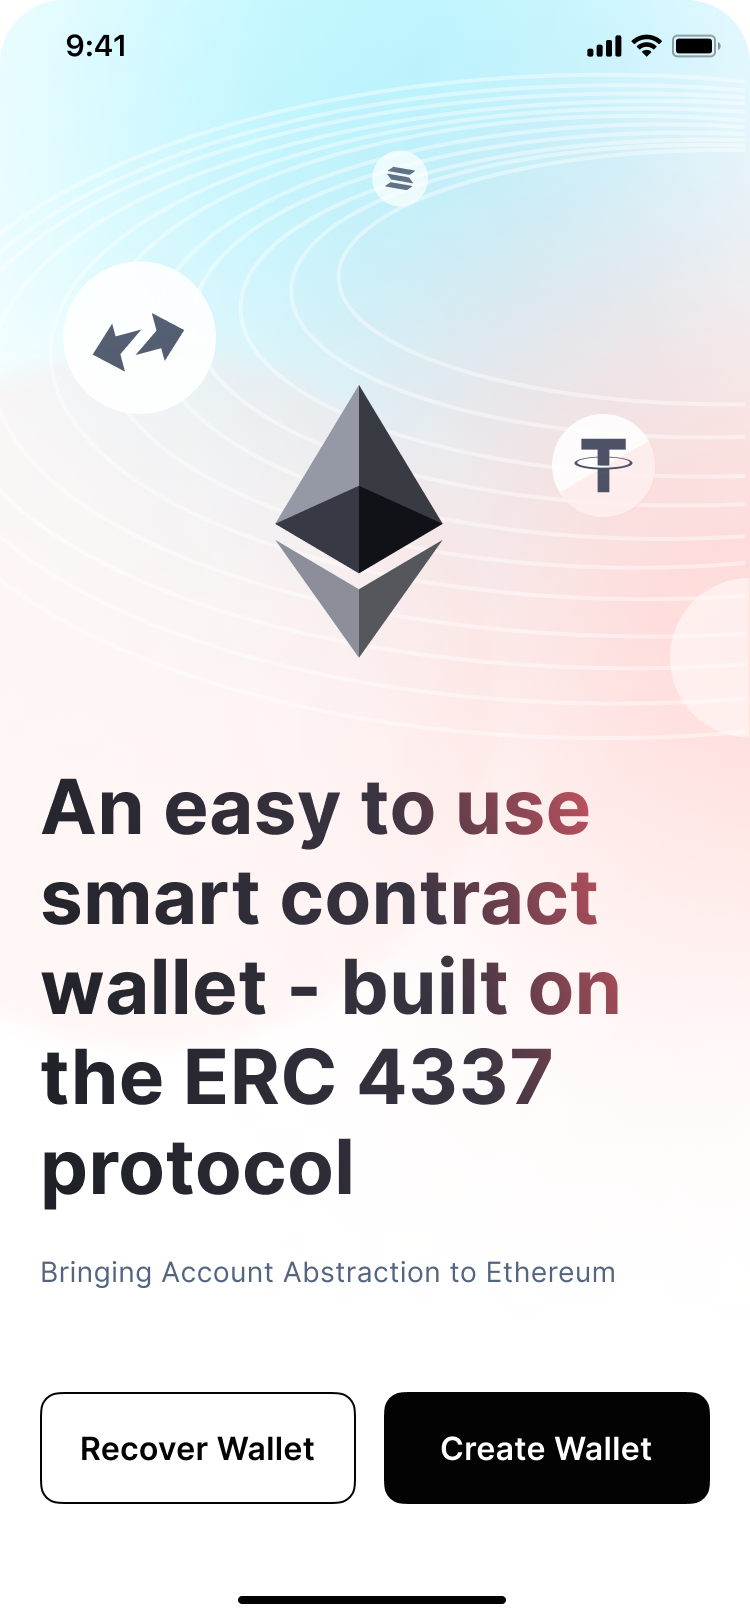 9:41
An easy to use
smart contract
wallet - built on
the ERC 4337
protocol
Bringing Account Abstraction to Ethereum
Recover Wallet
Create Wallet